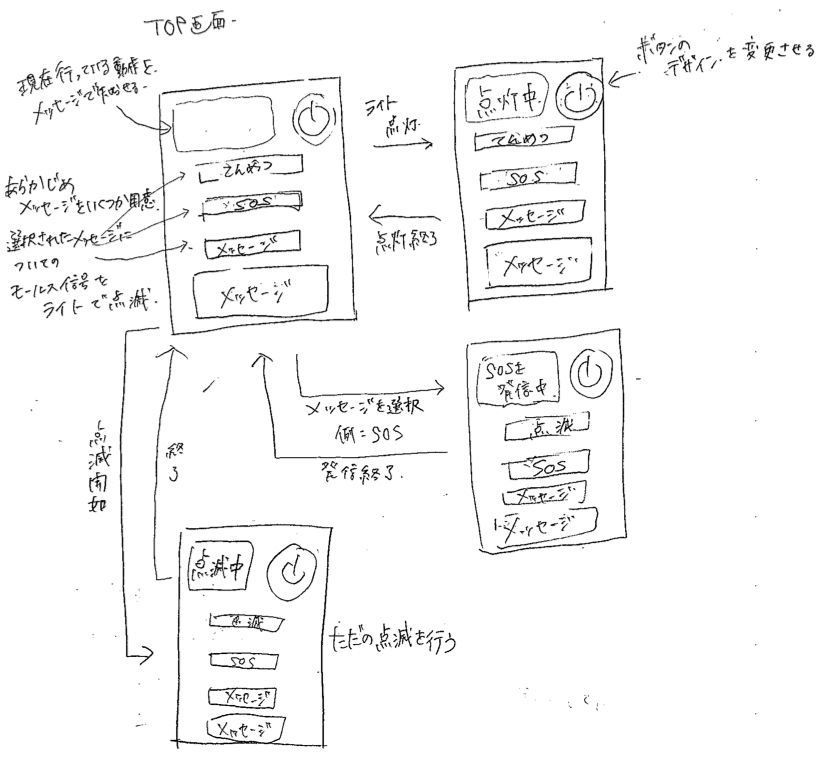 TOP画面
現在行っている動作を
メッセージで知らせる
あらかじめ
メッセージをいくつか用意
選択されたメッセージに
ついての
モールス信号を
ライトで点滅
てんめつ
SOS
メッセージ
メッセージ
ライト
点灯
点灯終了
ボタンの
デザインを変更させる
点灯中
てんめつ
SOS
メッセージ
メッセージ
メッセージを選択
例=SOS
発信終了
SOSを
発信中
点滅
SOS
メッセージ
メッセージ
点滅開始
終了
点滅中
点滅
SOS
メッセージ
メッセージ
ただの点滅を行う